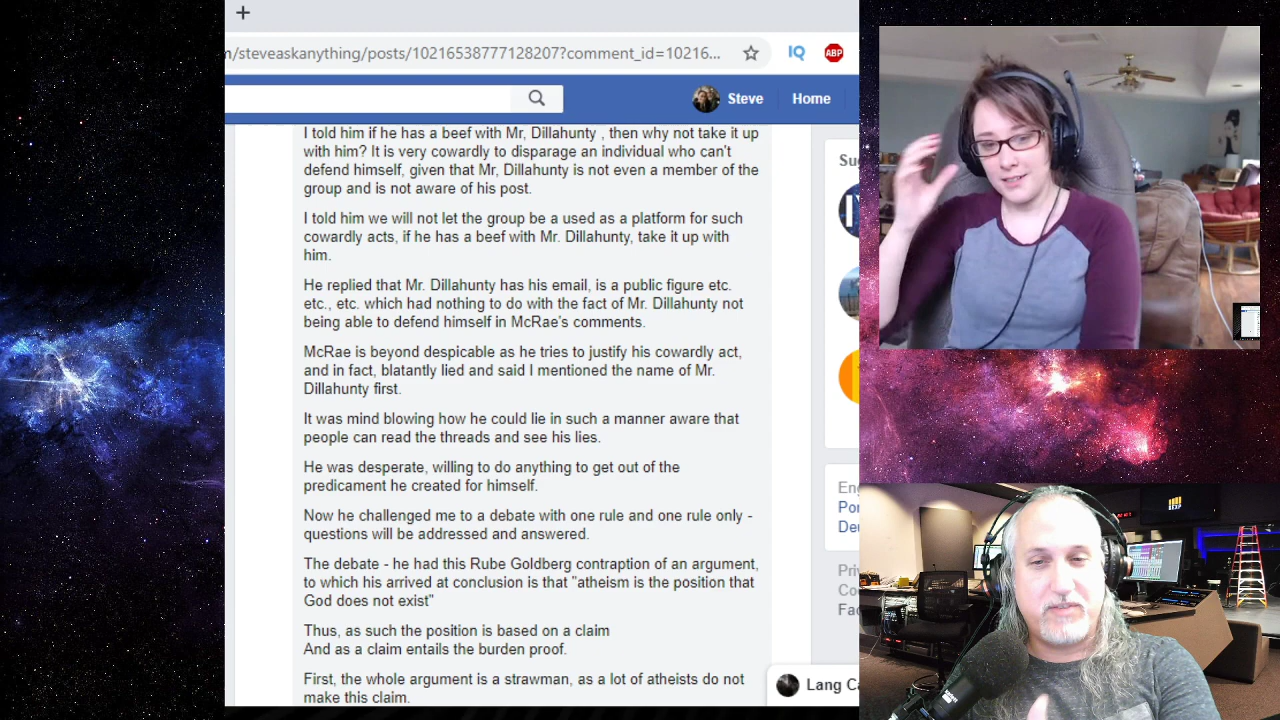 +
m/steveaskanything/posts/10216538777128207?comment_id=10216...
IQ
ABP
Steve
Home
I told him if he has a beef with Mr, Dillahunty , then why not take it up
with him? It is very cowardly to disparage an individual who can't
defend himself, given that Mr, Dillahunty is not even a member of the
group and is not aware of his post.
I told him we will not let the group be a used as a platform for such
cowardly acts, if he has a beef with Mr. Dillahunty, take it up with
him.
He replied that Mr. Dillahunty has his email, is a public figure etc.
etc., etc. which had nothing to do with the fact of Mr. Dillahunty not
being able to defend himself in McRae's comments.
McRae is beyond despicable as he tries to justify his cowardly act,
and in fact, blatantly lied and said I mentioned the name of Mr.
Dillahunty first.
It was mind blowing how he could lie in such a manner aware that
people can read the threads and see his lies.
He was desperate, willing to do anything to get out of the
predicament he created for himself.
Now he challenged me to a debate with one rule and one rule only -
questions will be addressed and answered.
The debate - he had this Rube Goldberg contraption of an argument,
to which his arrived at conclusion is that "atheism is the position that
God does not exist"
Thus, as such the position is based on a claim
And as a claim entails the burden proof.
First, the whole argument is a strawman, as a lot of atheists do not
make this claim.
Su
Eng
Por
Deu
Priv
Co
Fac
Lang Ca